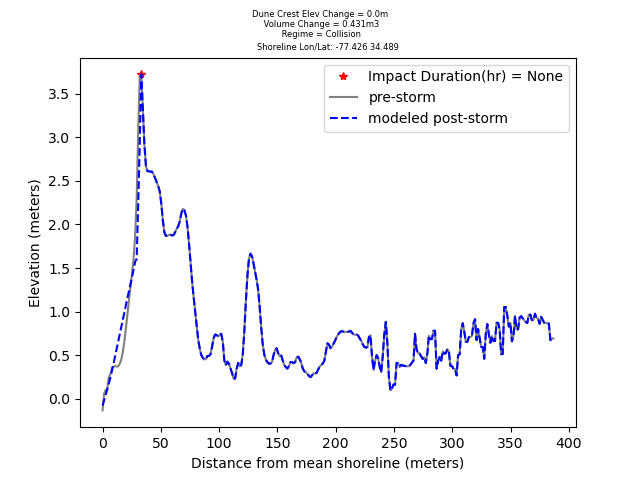 Dune Crest Elev Change = 0.0m
Volume Change = 0.431m3
Regime = Collision
Shoreline Lon/Lat: -77.426 34.489
Impact Duration(hr) = None
pre-storm
modeled post-storm
Elevation (meters)
3.5
3.0
2.5
2.0
1.5
1.0
0.5
0.0
0 50 100 150 200 250 300 350 400
Distance from mean shoreline (meters)